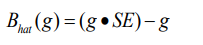 B_hat(g) = (g • SE) − g